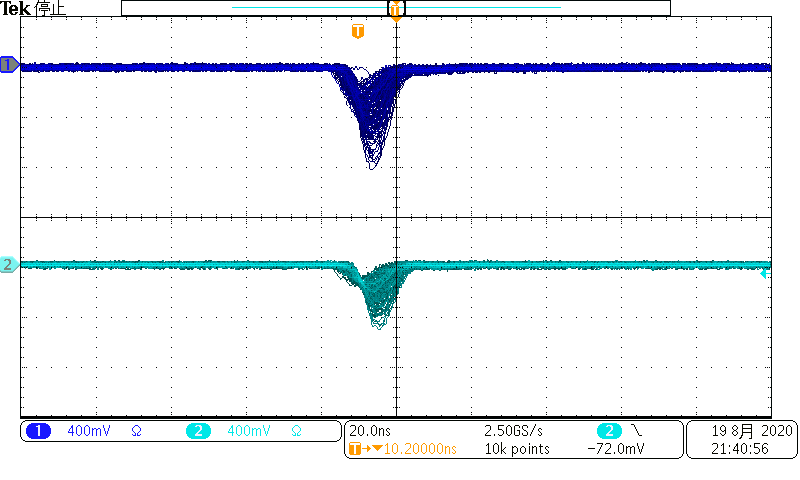 Tek 停止
T
T
1
2
1 400mV Ω 2 400mV Ω
20.0ns 2.50GS/s 2
T→▼10.20000ns 10k points −72.0mV
19 8月 2020
21:40:56